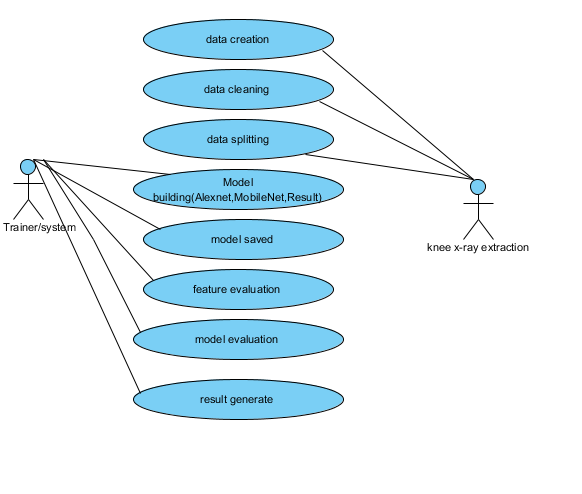 data creation
data cleaning
data splitting
Model
building(Alexnet,MobileNet,Result)
Trainer/system
model saved
knee x-ray extraction
feature evaluation
model evaluation
result generate